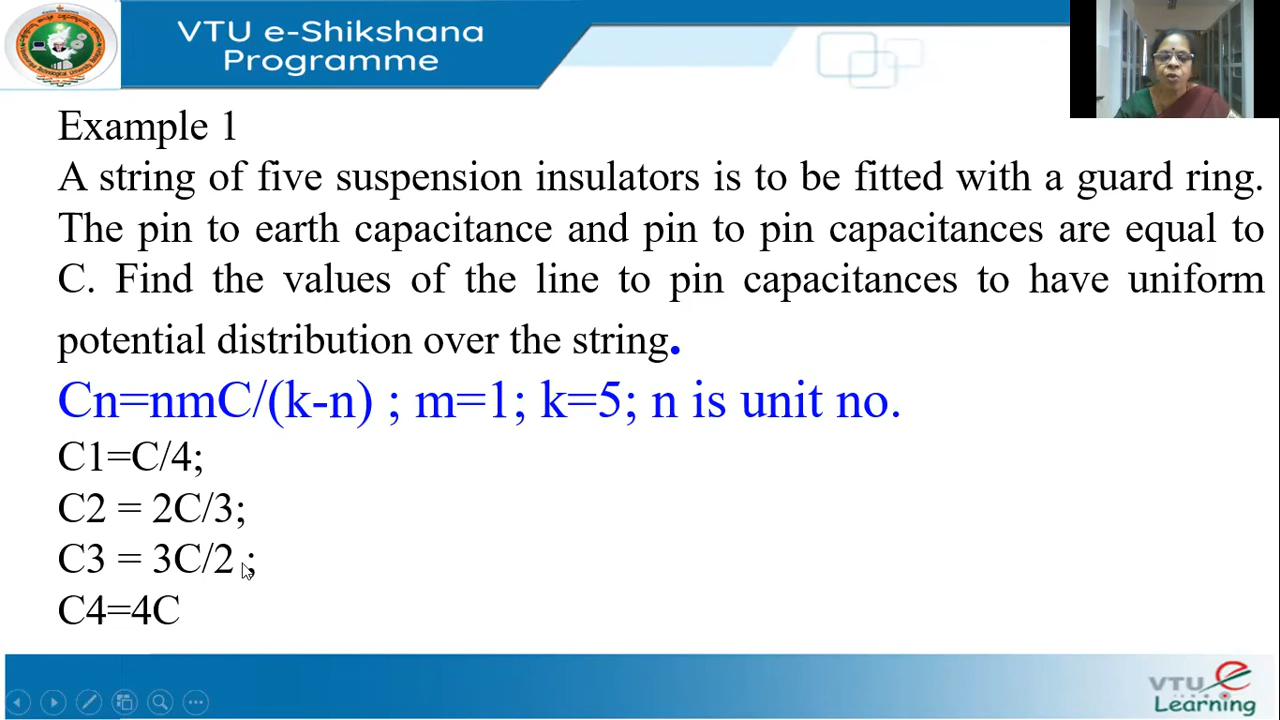 VTU e-Shikshana
Programme
Example 1
A string of five suspension insulators is to be fitted with a guard ring.
The pin to earth capacitance and pin to pin capacitances are equal to
C. Find the values of the line to pin capacitances to have uniform
potential distribution over the string.
Cn=nmC/(k-n) ; m=1; k=5; n is unit no.
C1=C/4;
C2 = 2C/3;
C3 = 3C/2 ;
C4=4C
VTU e
Learning